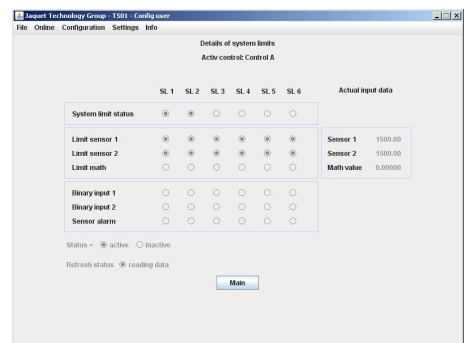 Jaquet Technology Group - T501 - Config user
File Online Configuration Settings Info
Details of system limits
Activ control: Control A
SL 1 SL 2 SL 3 SL 4 SL 5 SL 6 Actual input data
System limit status
Limit sensor 1 Sensor 1 1500.00
Limit sensor 2 Sensor 2 1500.00
Limit math Math value 0.00000
Binary input 1
Binary input 2
Sensor alarm
Status - active inactive
Refresh status reading data
Main